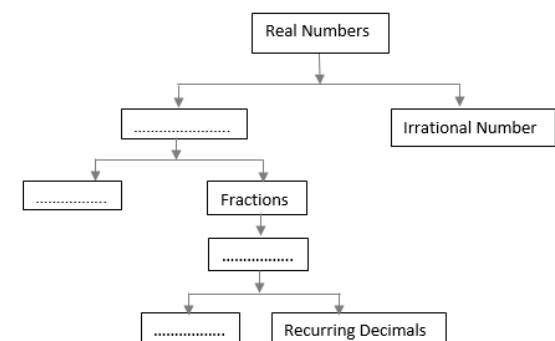 Real Numbers
........................
Irrational Number
.................
Fractions
.................
.................
Recurring Decimals